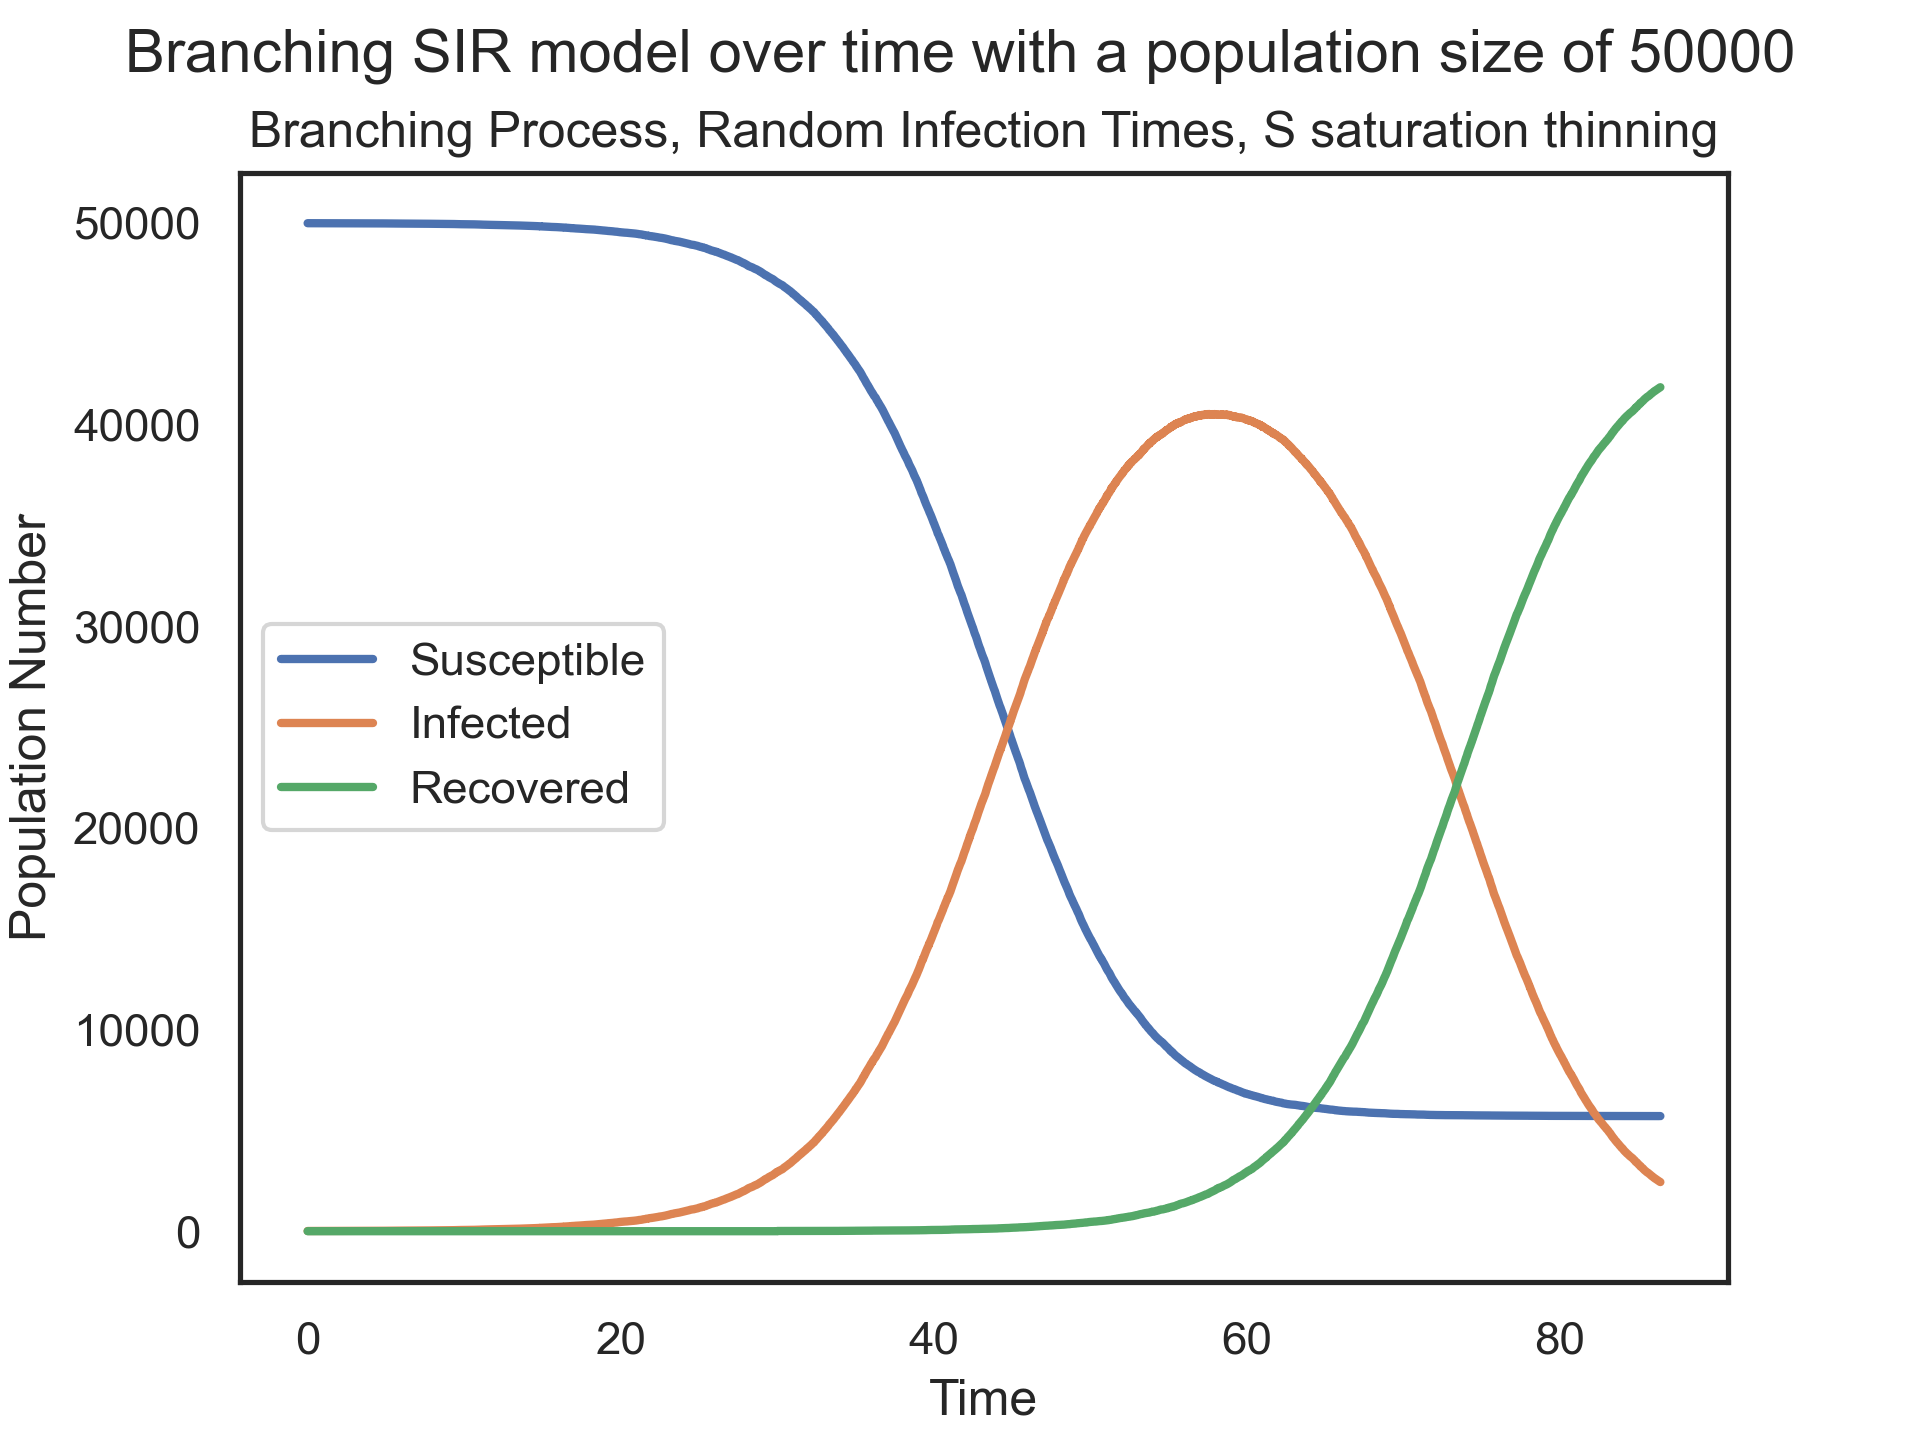 Branching SIR model over time with a population size of 50000
Branching Process, Random Infection Times, S saturation thinning
50000
40000
30000
20000
10000
0
Population Number
Susceptible
Infected
Recovered
0 20 40 60 80
Time